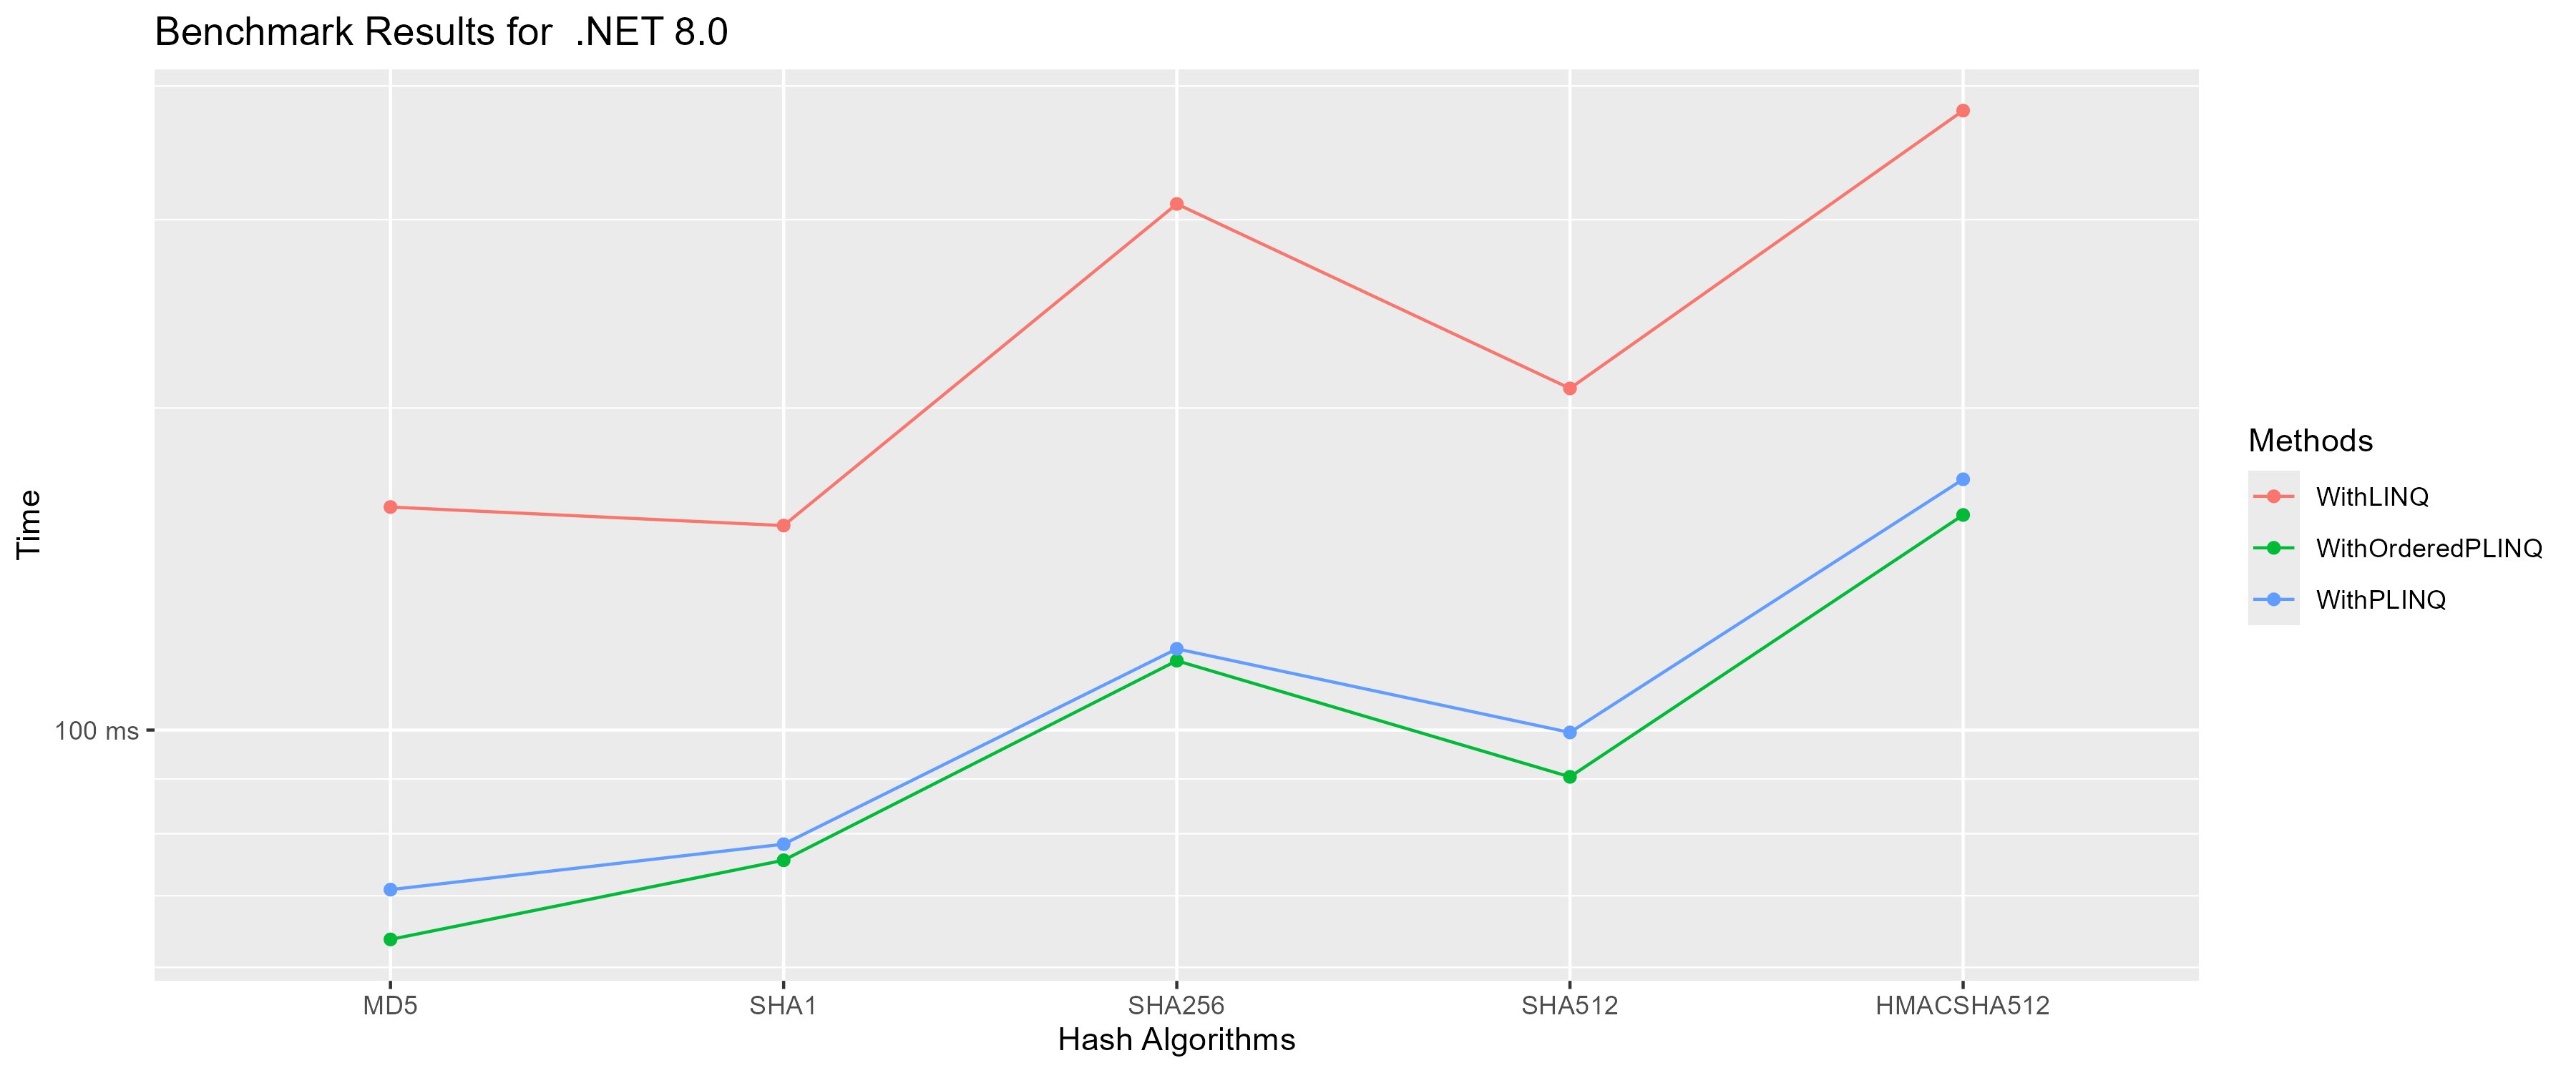 Benchmark Results for  .NET 8.0
Time
100 ms
MD5 SHA1 SHA256 SHA512 HMACSHA512
Hash Algorithms
Methods
WithLINQ
WithOrderedPLINQ
WithPLINQ